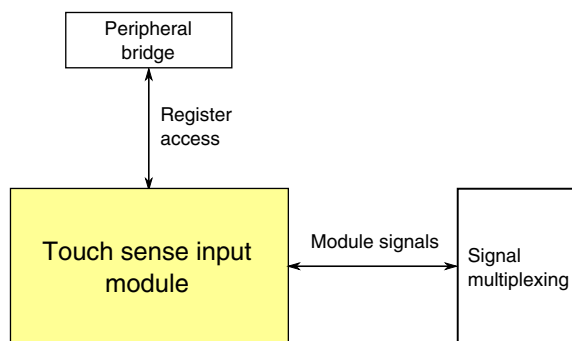 Peripheral
bridge
Register
access
Touch sense input
module
Module signals
Signal
multiplexing